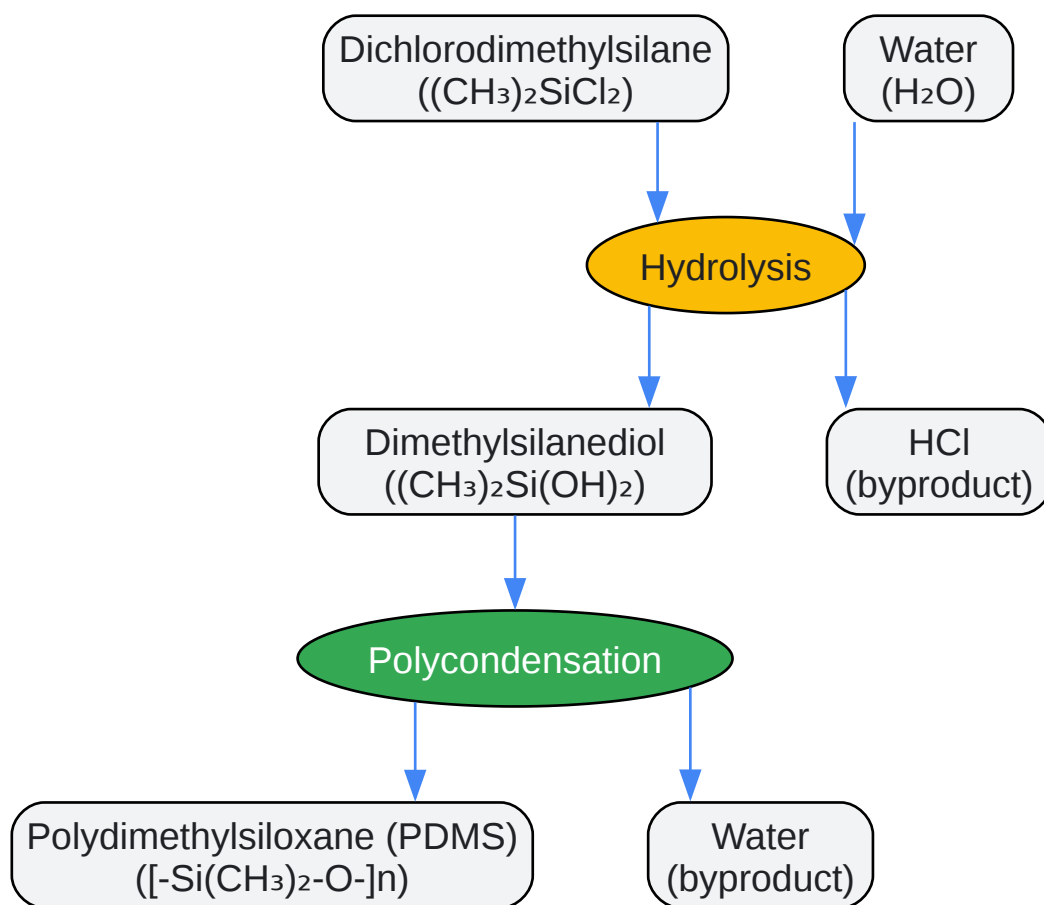 Dichlorodimethylsilane
((CH₃)₂SiCl₂)
Water
(H₂O)
Hydrolysis
Dimethylsilanediol
((CH₃)₂Si(OH)₂)
HCl
(byproduct)
Polycondensation
Polydimethylsiloxane (PDMS)
([-Si(CH₃)₂-O-]n)
Water
(byproduct)